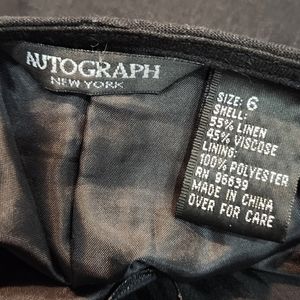 AUTOGRAPH
NEW YORK
SIZE: 6
SHELL:
55% LINEN
45% VISCOSE
LINING:
100% POLYESTER
RN 96639
MADE IN CHINA
OVER FOR CARE